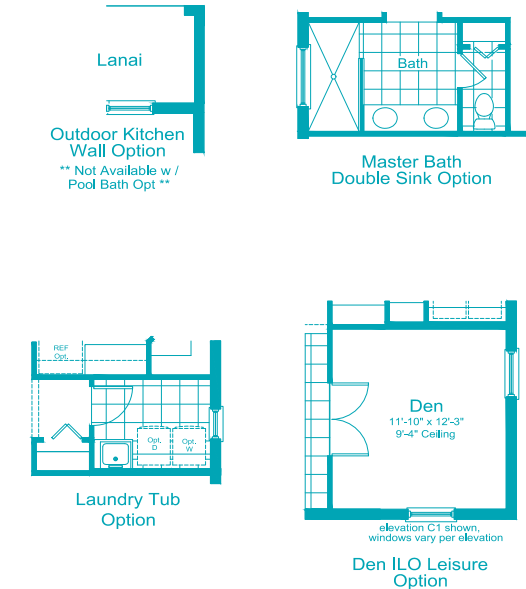 Lanai
Outdoor Kitchen
Wall Option
** Not Available w /
Pool Bath Opt **
Bath
Master Bath
Double Sink Option
REF
Opt.
Opt.
D
Opt.
W
Laundry Tub
Option
Den
11'-10" x 12'-3"
9'-4" Ceiling
elevation C1 shown,
windows vary per elevation
Den ILO Leisure
Option